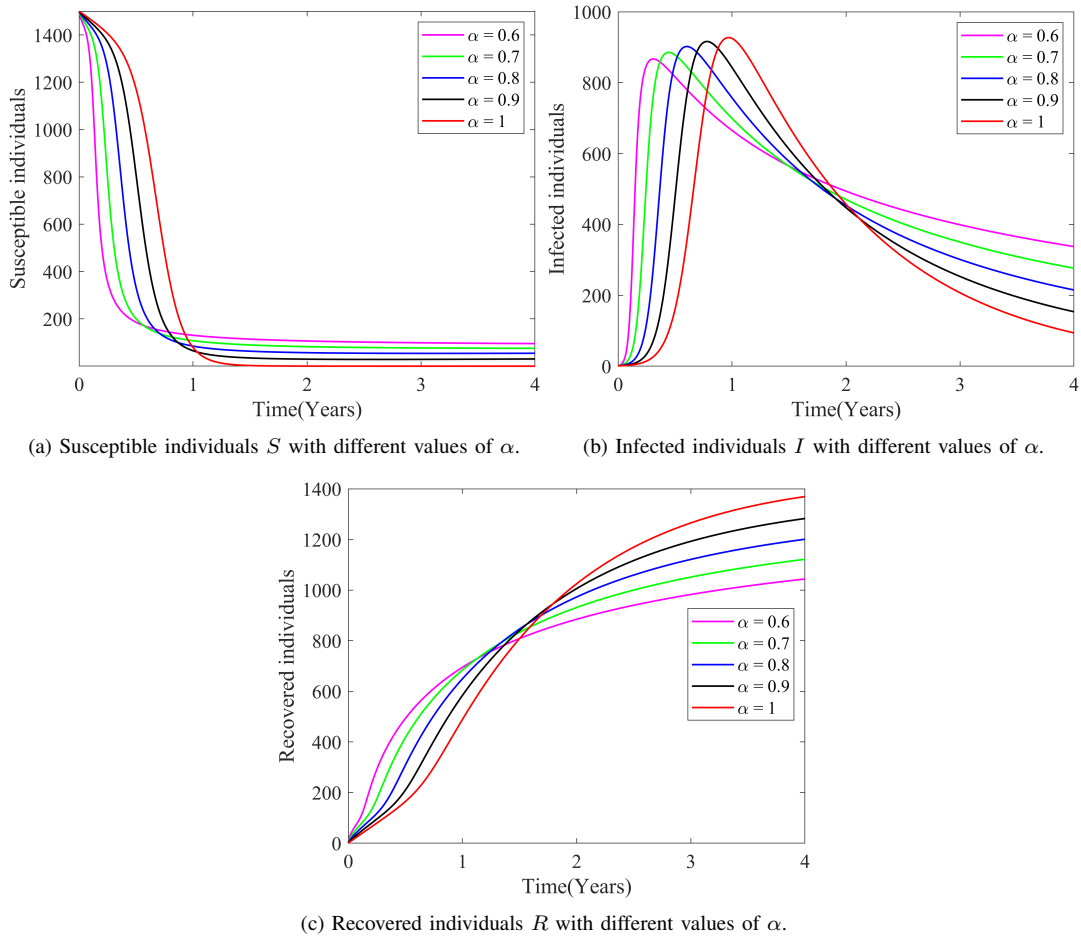 1400
1200
1000
800
600
400
200
0 1 2 3 4
Susceptible individuals
Time(Years)
α = 0.6
α = 0.7
α = 0.8
α = 0.9
α = 1
(a) Susceptible individuals S with different values of α.
1000
800
600
400
200
0
0 1 2 3 4
Infected individuals
Time(Years)
α = 0.6
α = 0.7
α = 0.8
α = 0.9
α = 1
(b) Infected individuals I with different values of α.
1400
1200
1000
800
600
400
200
0
0 1 2 3 4
Recovered individuals
Time(Years)
α = 0.6
α = 0.7
α = 0.8
α = 0.9
α = 1
(c) Recovered individuals R with different values of α.